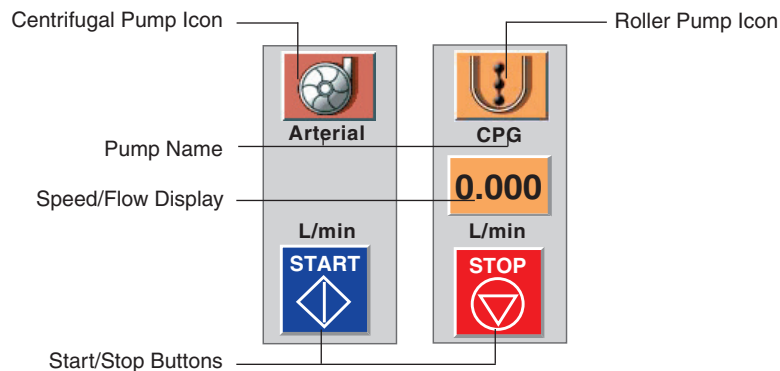 Centrifugal Pump Icon
Roller Pump Icon
Arterial
CPG
Pump Name
Speed/Flow Display
0.000
L/min
L/min
START
STOP
Start/Stop Buttons